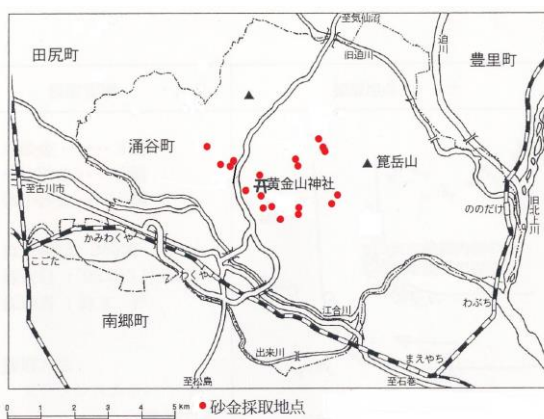 至気仙沼
田尻町
旧迫川
迫川
豊里町
涌谷町
箟岳山
黄金山神社
至古川市
ののだけ
旧北上川
かみわくや
こごた
わくや
わぶち
南郷町
江合川
出来川
まえやち
至松島
至石巻
0 1 2 3 4 5 km
砂金採取地点